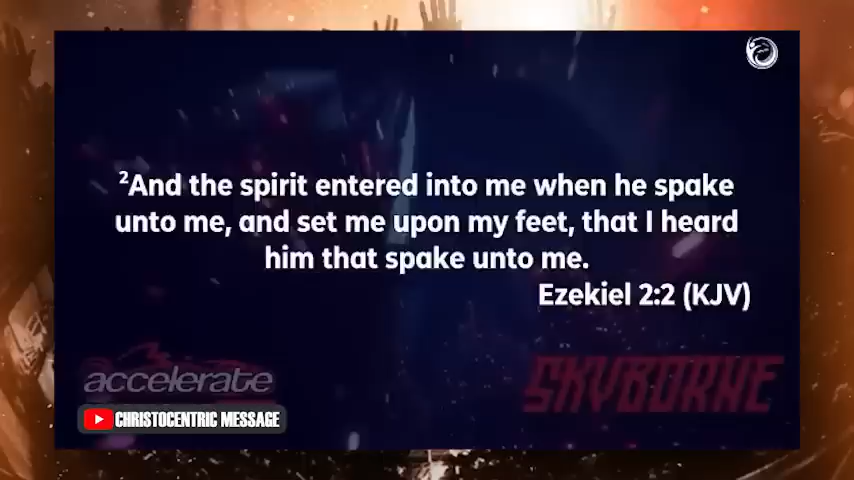 ²And the spirit entered into me when he spake
unto me, and set me upon my feet, that I heard
him that spake unto me.
Ezekiel 2:2 (KJV)
accelerate
SKYBORNE
CHRISTOCENTRIC MESSAGE